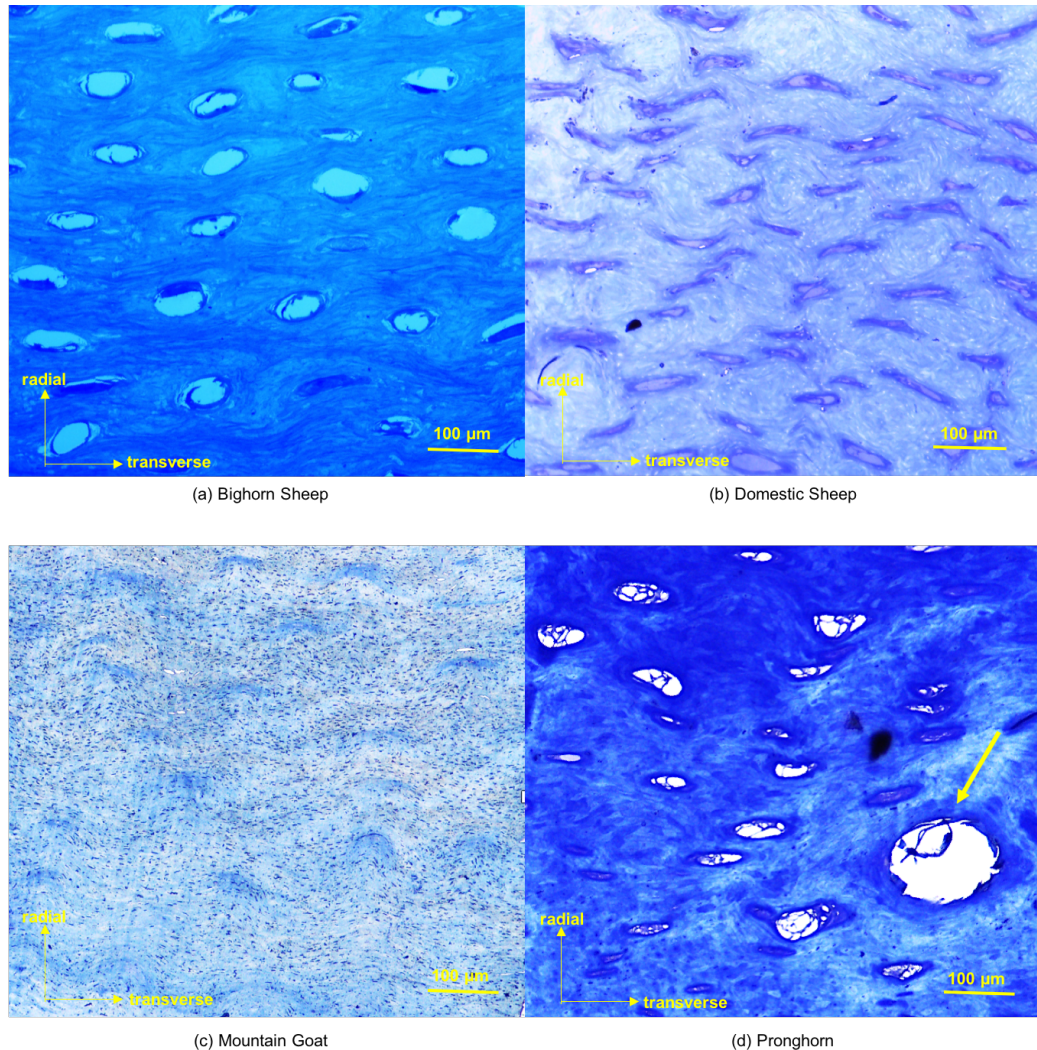 radial
100 μm
transverse
(a) Bighorn Sheep
radial
100 μm
transverse
(b) Domestic Sheep
radial
100 μm
transverse
(c) Mountain Goat
radial
100 μm
transverse
(d) Pronghorn